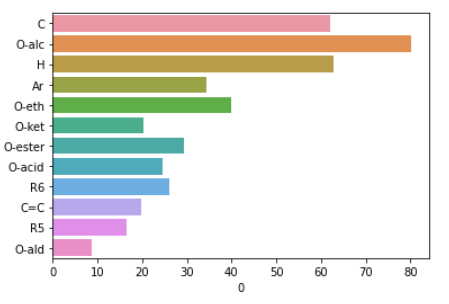 C
O-alc
H
Ar
O-eth
O-ket
O-ester
O-acid
R6
C=C
R5
O-ald
0 10 20 30 40 50 60 70 80
0